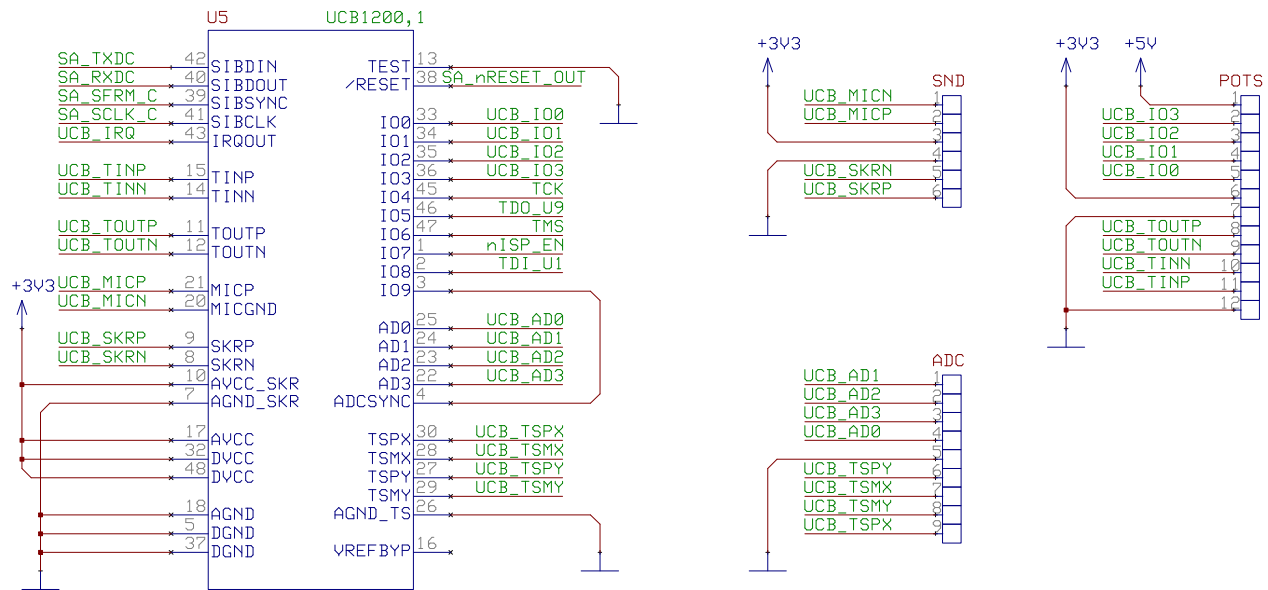 U5 UCB1200,1
SA_TXDC 42 SIBDIN
SA_RXDC 40 SIBDOUT
SA_SFRM_C 39 SIBSYNC
SA_SCLK_C 41 SIBCLK
UCB_IRQ 43 IRQOUT
UCB_TINP 15 TINP
UCB_TINN 14 TINN
UCB_TOUTP 11 TOUTP
UCB_TOUTN 12 TOUTN
+3V3
UCB_MICP 21 MICP
UCB_MICN 20 MICGND
UCB_SKRP 9 SKRP
UCB_SKRN 8 SKRN
10 AVCC_SKR
7 AGND_SKR
17 AVCC
32 DVCC
48 DVCC
18 AGND
5 DGND
37 DGND
TEST 13
/RESET 38 SA_nRESET_OUT
IO0 33 UCB_IO0
IO1 34 UCB_IO1
IO2 35 UCB_IO2
IO3 36 UCB_IO3
IO4 45 TCK
IO5 46 TDO_U9
IO6 47 TMS
IO7 1 nISP_EN
IO8 2 TDI_U1
IO9 3
AD0 25 UCB_AD0
AD1 24 UCB_AD1
AD2 23 UCB_AD2
AD3 22 UCB_AD3
ADCSYNC 4
TSPX 30 UCB_TSPX
TSMX 28 UCB_TSMX
TSPY 27 UCB_TSPY
TSMY 29 UCB_TSMY
AGND_TS 26
VREFBYP 16
+3V3
SND
UCB_MICN 1
UCB_MICP 2
3
4
UCB_SKRN 5
UCB_SKRP 6
ADC
UCB_AD1 1
UCB_AD2 2
UCB_AD3 3
UCB_AD0 4
5
UCB_TSPY 6
UCB_TSMX 7
UCB_TSMY 8
UCB_TSPX 9
+3V3 +5V
POTS
1
UCB_IO3 2
UCB_IO2 3
UCB_IO1 4
UCB_IO0 5
6
7
UCB_TOUTP 8
UCB_TOUTN 9
UCB_TINN 10
UCB_TINP 11
12